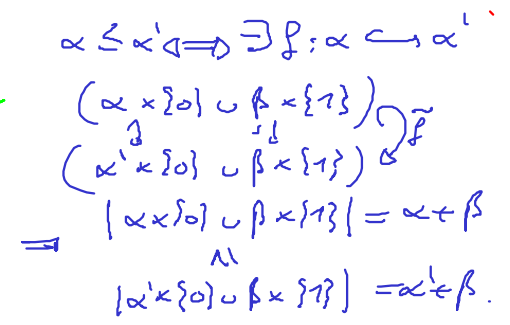 α ≤ α' ⟺ ∃ f : α ↪ α'
(α × {0} ∪ β × {1})
f̃
(α' × {0} ∪ β × {1})
|α × {0} ∪ β × {1}| = α + β
⟹ ≤
|α' × {0} ∪ β × {1}| = α' + β.